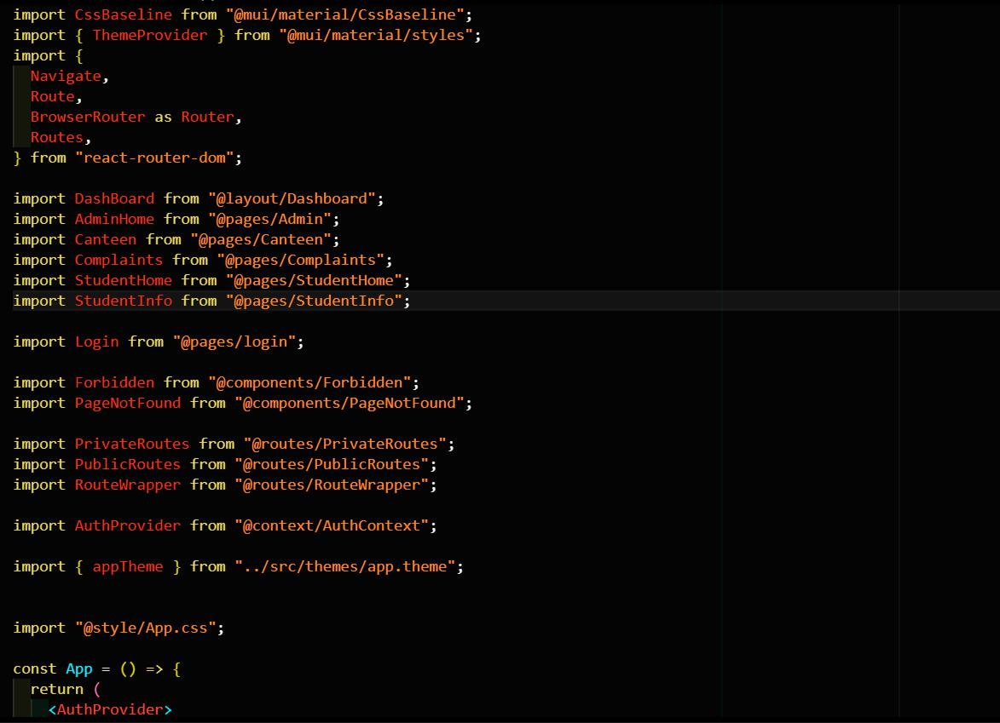 import CssBaseline from "@mui/material/CssBaseline";
import { ThemeProvider } from "@mui/material/styles";
import {
  Navigate,
  Route,
  BrowserRouter as Router,
  Routes,
} from "react-router-dom";

import DashBoard from "@layout/Dashboard";
import AdminHome from "@pages/Admin";
import Canteen from "@pages/Canteen";
import Complaints from "@pages/Complaints";
import StudentHome from "@pages/StudentHome";
import StudentInfo from "@pages/StudentInfo";

import Login from "@pages/login";

import Forbidden from "@components/Forbidden";
import PageNotFound from "@components/PageNotFound";

import PrivateRoutes from "@routes/PrivateRoutes";
import PublicRoutes from "@routes/PublicRoutes";
import RouteWrapper from "@routes/RouteWrapper";

import AuthProvider from "@context/AuthContext";

import { appTheme } from "../src/themes/app.theme";


import "@style/App.css";

const App = () => {
  return (
    <AuthProvider>